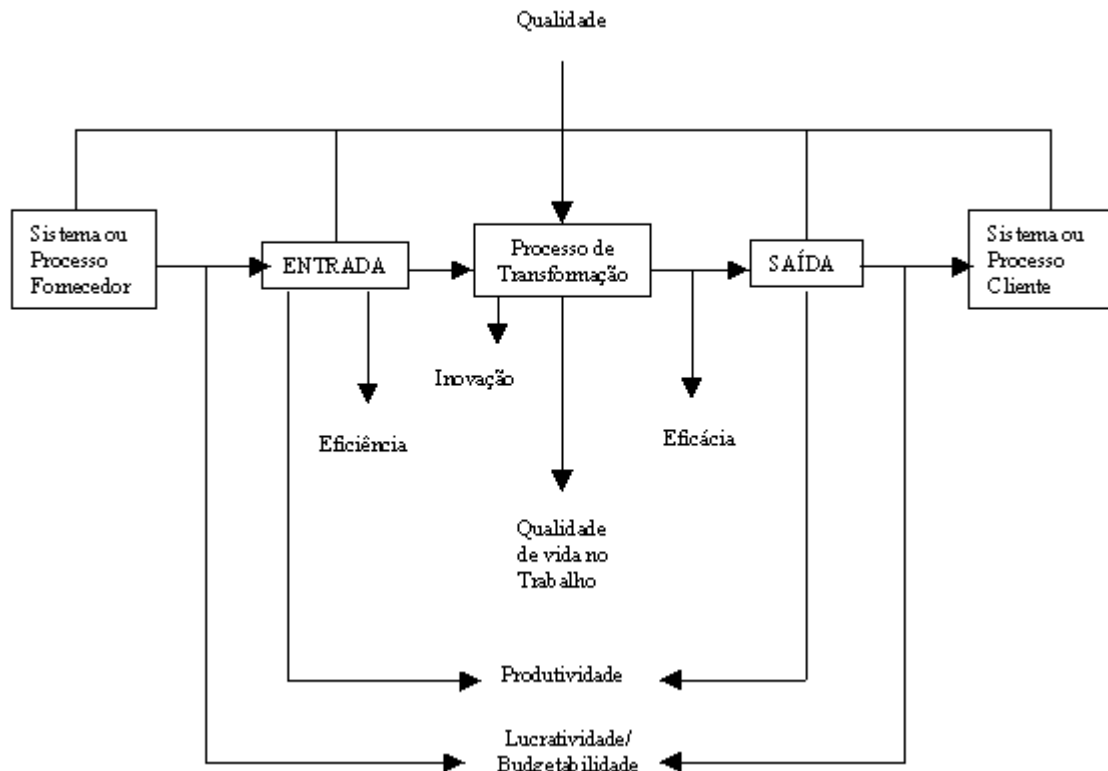 Qualidade
Sistema ou
Processo
Fornecedor
ENTRADA
Processo de
Transformação
SAÍDA
Sistema ou
Processo
Cliente
Inovação
Eficiência
Eficácia
Qualidade
de vida no
Trabalho
Produtividade
Lucratividade/
Budgetabilidade